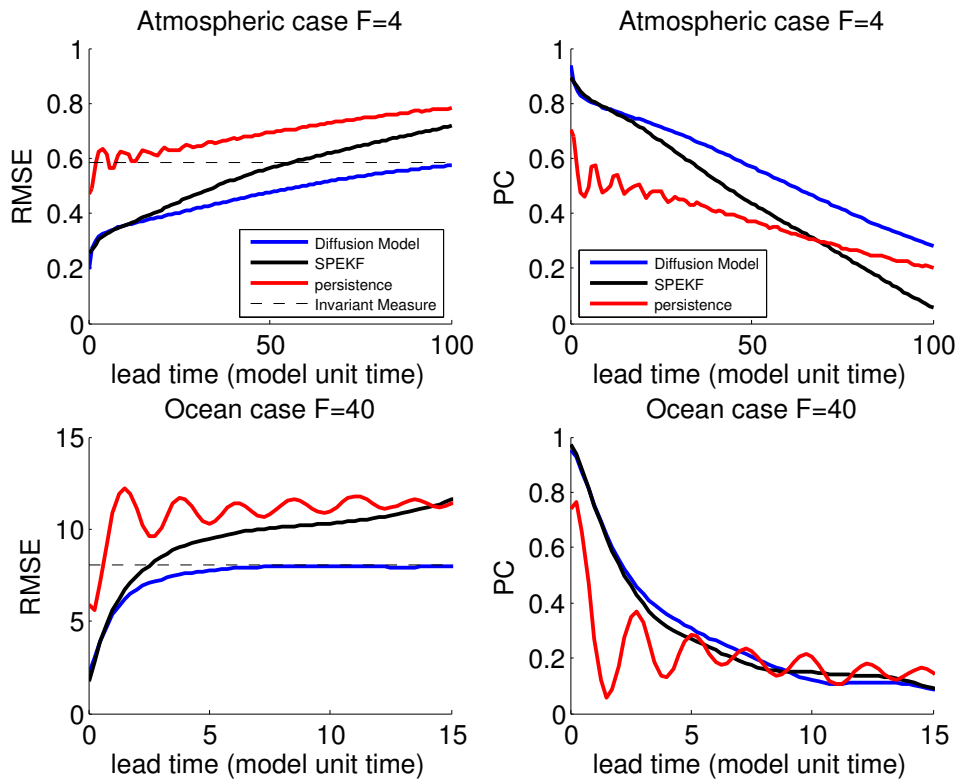 Atmospheric case F=4
1
0.8
0.6
0.4
0.2
0
RMSE
Diffusion Model
SPEKF
persistence
Invariant Measure
0
50
100
lead time (model unit time)
Atmospheric case F=4
1
0.8
0.6
0.4
0.2
0
PC
Diffusion Model
SPEKF
persistence
0
50
100
lead time (model unit time)
Ocean case F=40
15
10
5
0
RMSE
0
5
10
15
lead time (model unit time)
Ocean case F=40
1
0.8
0.6
0.4
0.2
0
PC
0
5
10
15
lead time (model unit time)